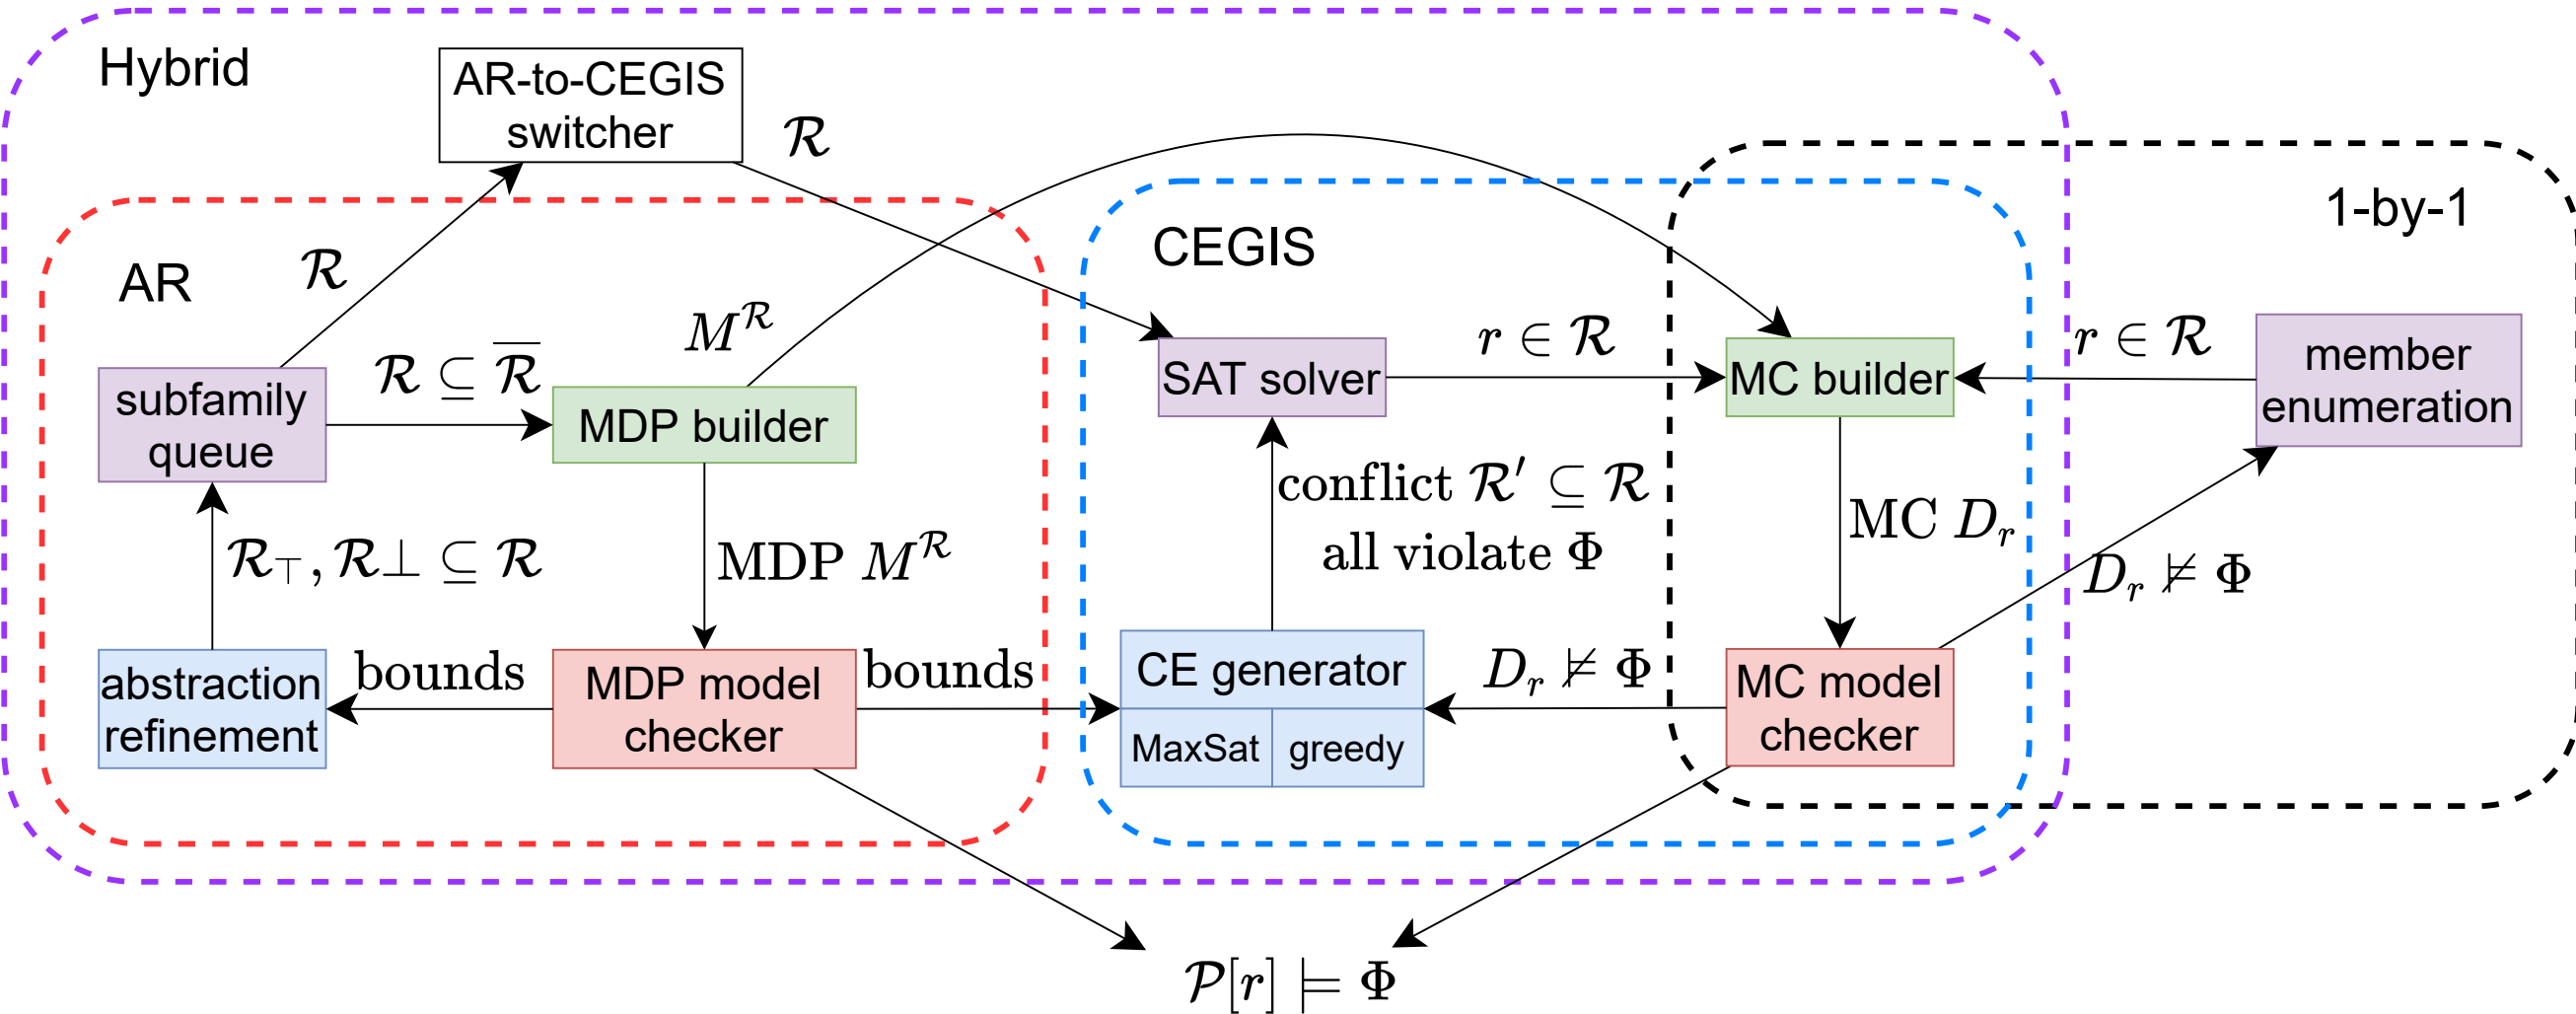 Hybrid
AR-to-CEGIS
switcher
ℛ
1-by-1
CEGIS
AR
ℛ
M^ℛ
ℛ ⊆ ℛ̅
r ∈ ℛ
r ∈ ℛ
subfamily
queue
MDP builder
SAT solver
MC builder
member
enumeration
conflict ℛ′ ⊆ ℛ
all violate Φ
MC D_r
ℛ_⊤, ℛ⊥ ⊆ ℛ
MDP M^ℛ
D_r ⊭ Φ
abstraction
refinement
bounds
MDP model
checker
bounds
CE generator
MaxSat
greedy
D_r ⊭ Φ
MC model
checker
𝒫[r] ⊨ Φ